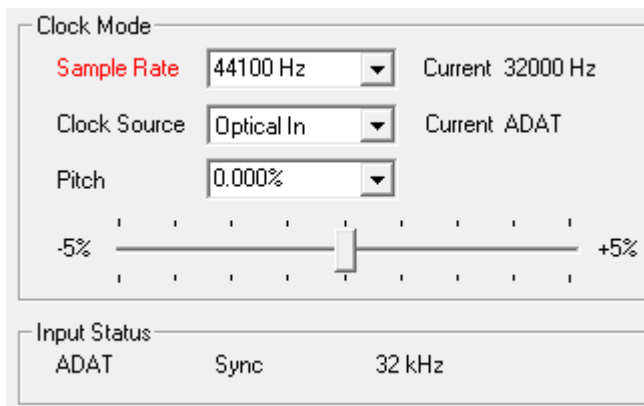 Clock Mode
Sample Rate 44100 Hz Current 32000 Hz
Clock Source Optical In Current ADAT
Pitch 0.000%
-5% +5%
Input Status
ADAT Sync 32 kHz